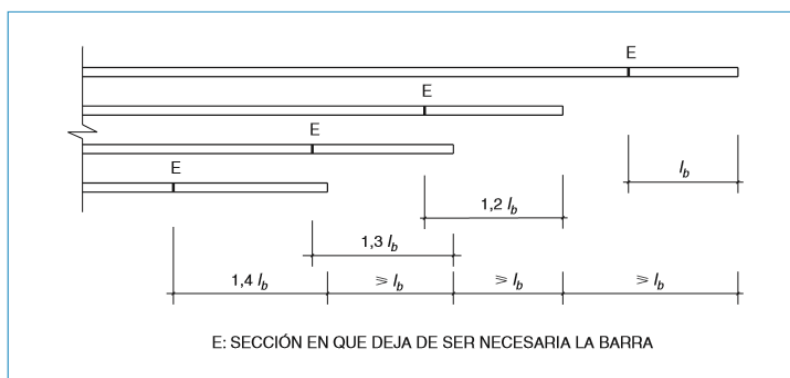 E
E
E
E
l_b
1,2 l_b
1,3 l_b
1,4 l_b
⩾ l_b
⩾ l_b
⩾ l_b
E: SECCIÓN EN QUE DEJA DE SER NECESARIA LA BARRA